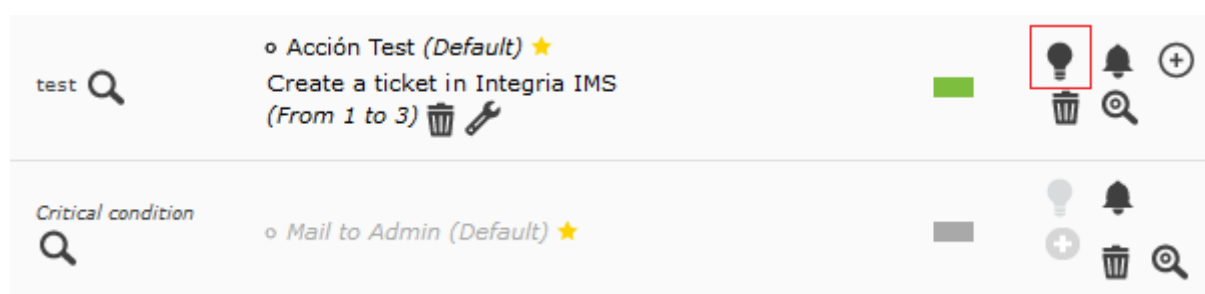 test
Acción Test (Default)
Create a ticket in Integria IMS
(From 1 to 3)
Critical condition
Mail to Admin (Default)